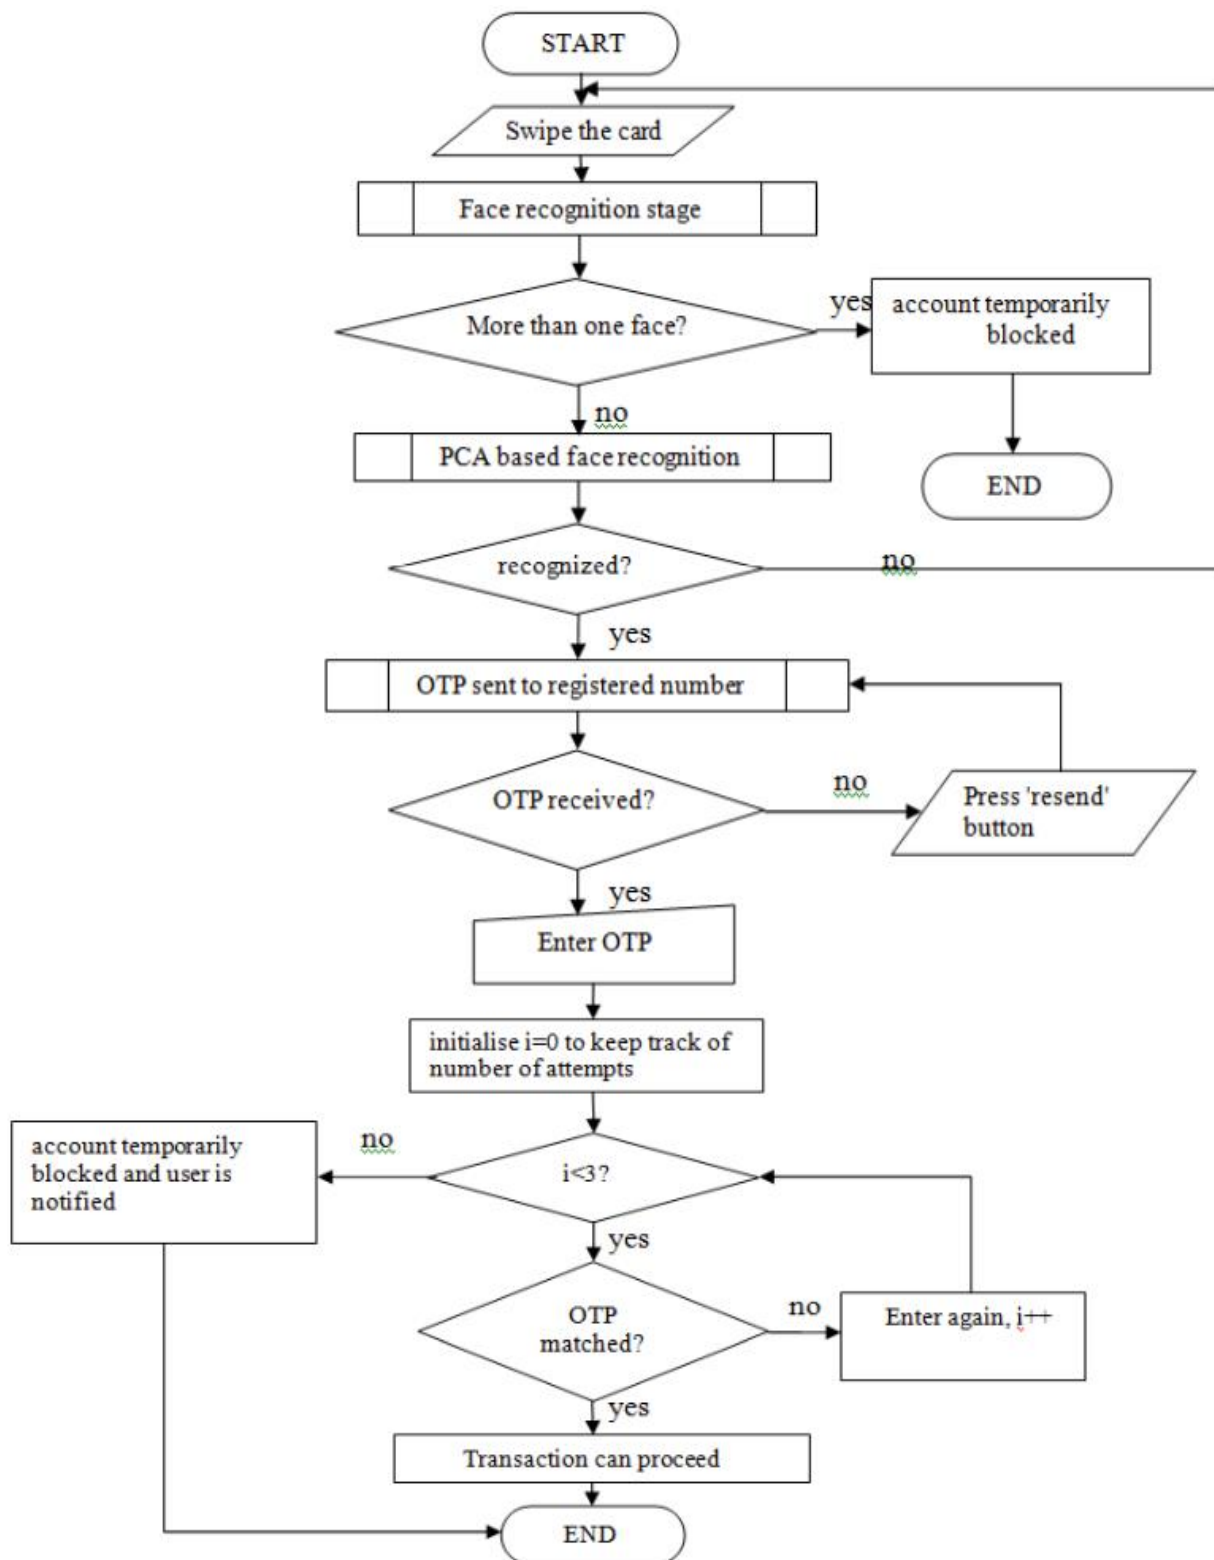 START
Swipe the card
Face recognition stage
More than one face?
yes
account temporarily
blocked
no
PCA based face recognition
END
recognized?
no
yes
OTP sent to registered number
OTP received?
no
Press 'resend'
button
yes
Enter OTP
initialise i=0 to keep track of
number of attempts
account temporarily
blocked and user is
notified
no
i<3?
yes
OTP
matched?
no
Enter again, i++
yes
Transaction can proceed
END